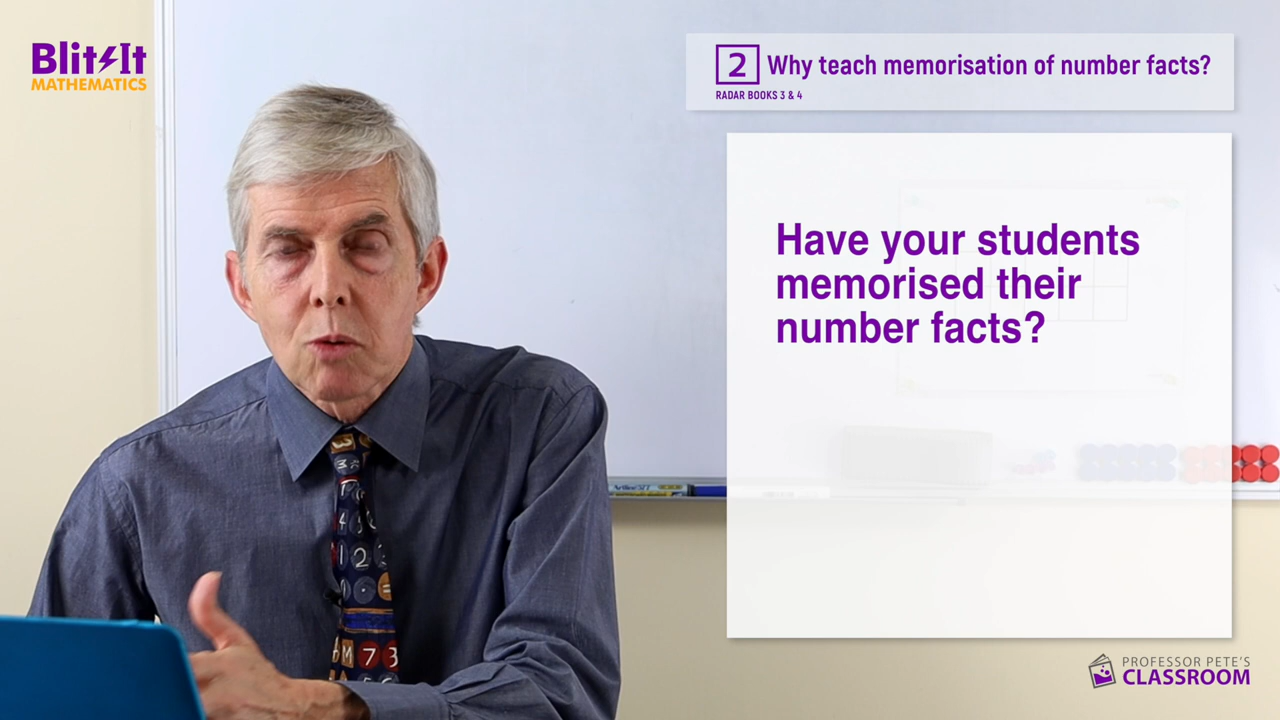 Blitz It
MATHEMATICS
2 Why teach memorisation of number facts?
RADAR BOOKS 3 & 4
Have your students
memorised their
number facts?
PROFESSOR PETE'S
CLASSROOM